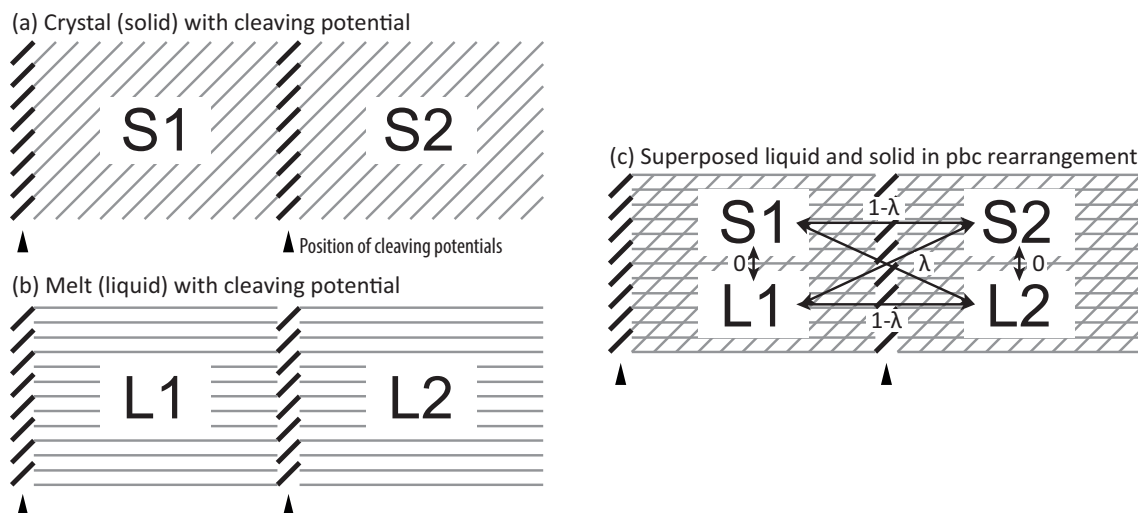 (a) Crystal (solid) with cleaving potential
S1
S2
Position of cleaving potentials
(b) Melt (liquid) with cleaving potential
L1
L2
(c) Superposed liquid and solid in pbc rearrangement
S1
1-λ
S2
0
λ
0
L1
1-λ
L2